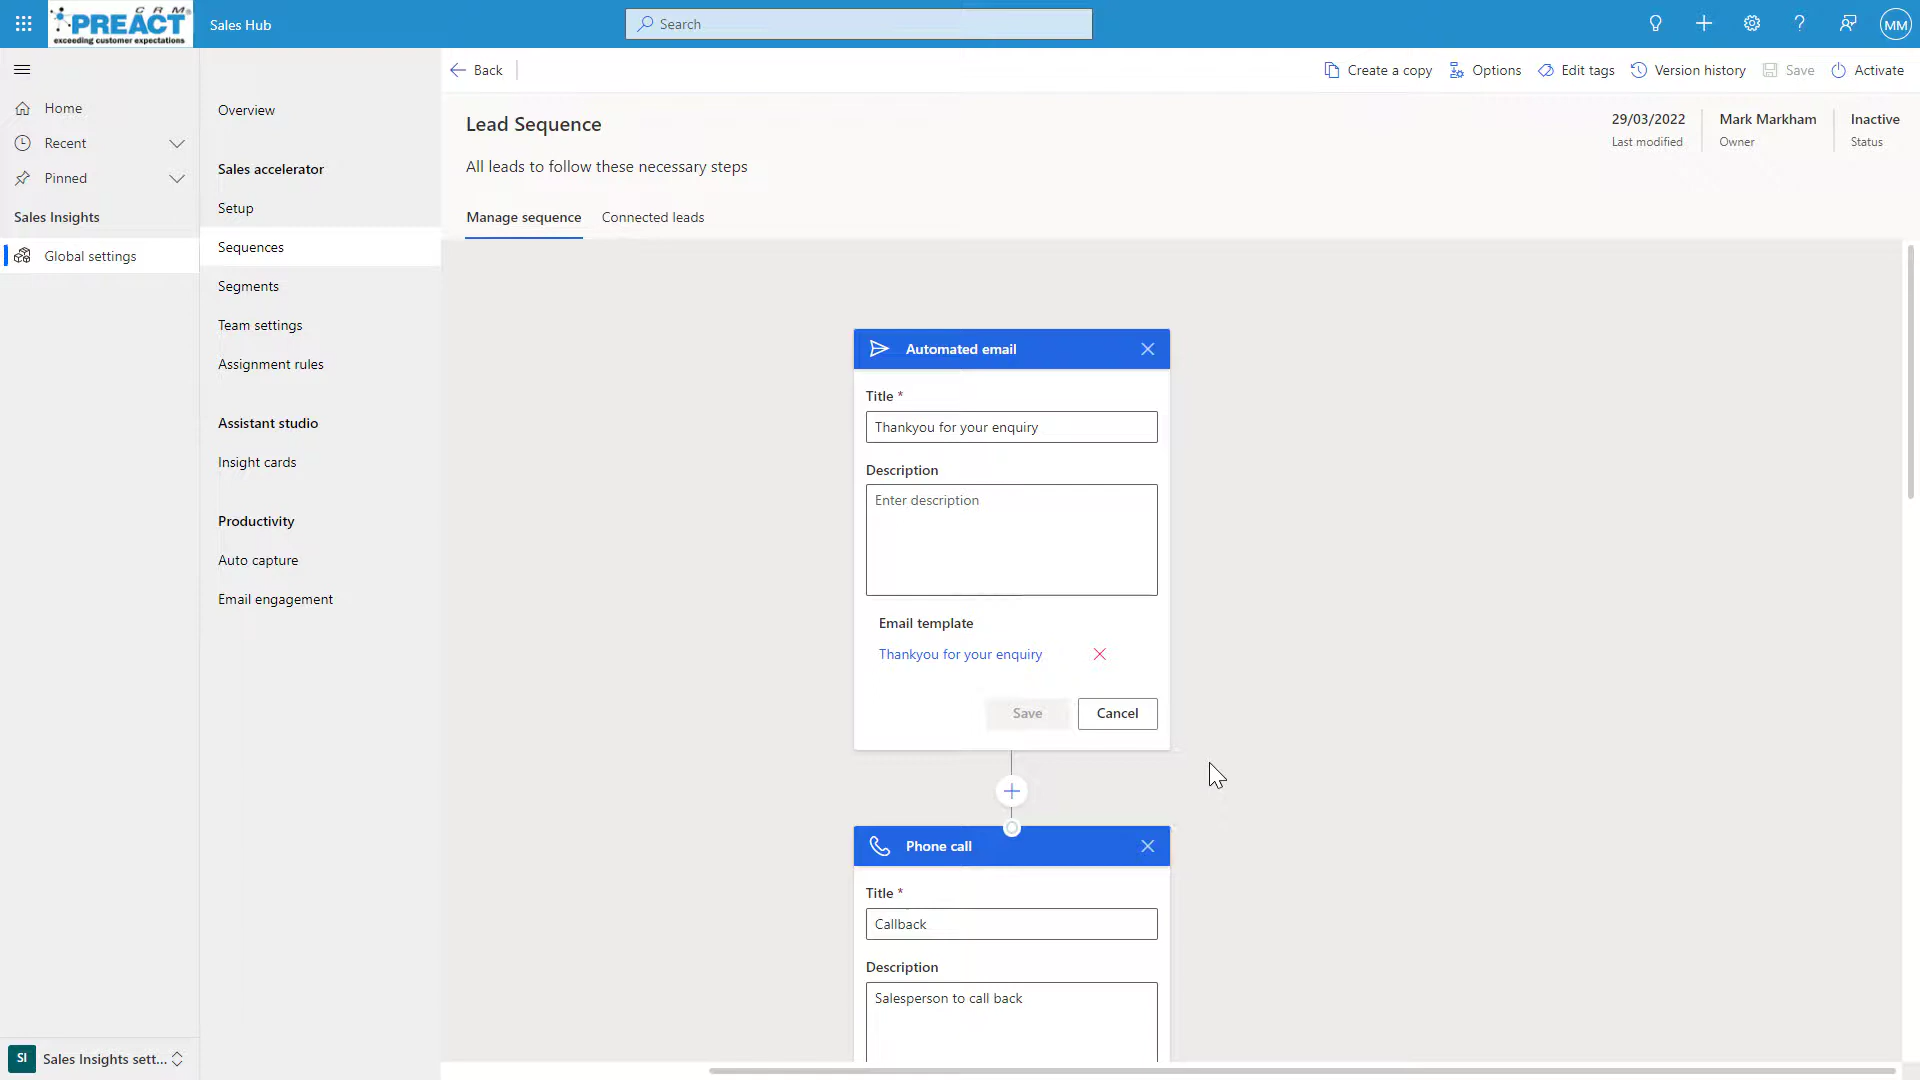 CRM
PREACT
exceeding customer expectations
Sales Hub
Search
MM
Back
Create a copy
Options
Edit tags
Version history
Save
Activate
Home
Recent
Pinned
Sales Insights
Global settings
Overview
Sales accelerator
Setup
Sequences
Segments
Team settings
Assignment rules
Assistant studio
Insight cards
Productivity
Auto capture
Email engagement
Lead Sequence
All leads to follow these necessary steps
29/03/2022
Last modified
Mark Markham
Owner
Inactive
Status
Manage sequence
Connected leads
Automated email
Title *
Thankyou for your enquiry
Description
Enter description
Email template
Thankyou for your enquiry
Save
Cancel
Phone call
Title *
Callback
Description
Salesperson to call back
SI
Sales Insights sett...